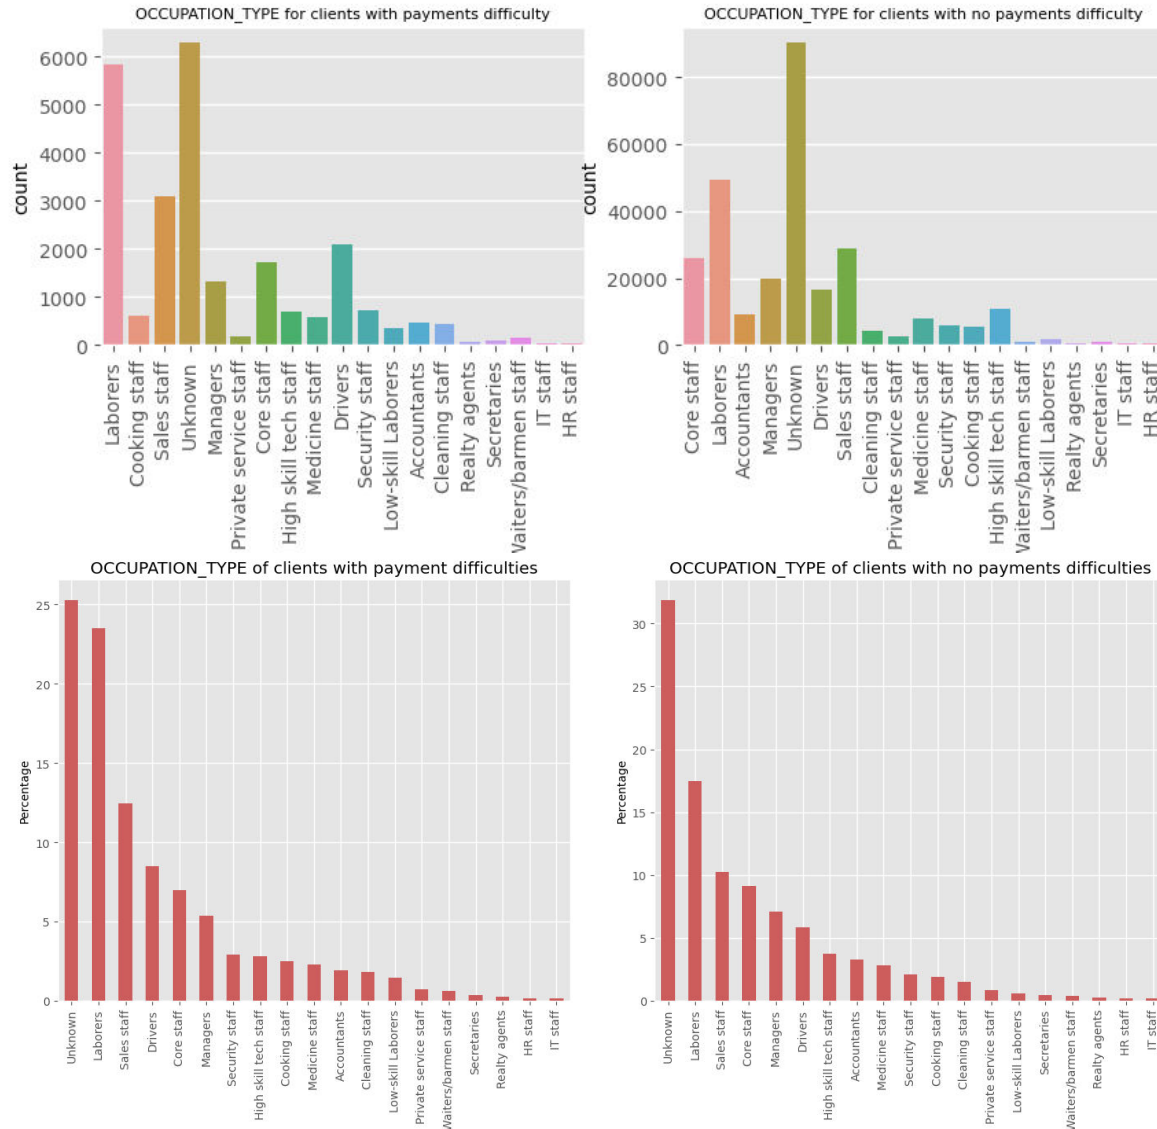 OCCUPATION_TYPE for clients with payments difficulty
count
6000
5000
4000
3000
2000
1000
0
Laborers
Cooking staff
Sales staff
Unknown
Managers
Private service staff
Core staff
High skill tech staff
Medicine staff
Drivers
Security staff
Low-skill Laborers
Accountants
Cleaning staff
Realty agents
Secretaries
Vaiters/barmen staff
IT staff
HR staff
OCCUPATION_TYPE for clients with no payments difficulty
count
80000
60000
40000
20000
0
Core staff
Laborers
Accountants
Managers
Unknown
Drivers
Sales staff
Cleaning staff
Private service staff
Medicine staff
Security staff
Cooking staff
High skill tech staff
Vaiters/barmen staff
Low-skill Laborers
Realty agents
Secretaries
IT staff
HR staff
OCCUPATION_TYPE of clients with payment difficulties
Percentage
25
20
15
10
5
0
Unknown
Laborers
Sales staff
Drivers
Core staff
Managers
Security staff
High skill tech staff
Cooking staff
Medicine staff
Accountants
Cleaning staff
Low-skill Laborers
Private service staff
Waiters/barmen staff
Secretaries
Realty agents
HR staff
IT staff
OCCUPATION_TYPE of clients with no payments difficulties
Percentage
30
25
20
15
10
5
0
Unknown
Laborers
Sales staff
Core staff
Managers
Drivers
High skill tech staff
Accountants
Medicine staff
Security staff
Cooking staff
Cleaning staff
Private service staff
Low-skill Laborers
Secretaries
Waiters/barmen staff
Realty agents
HR staff
IT staff